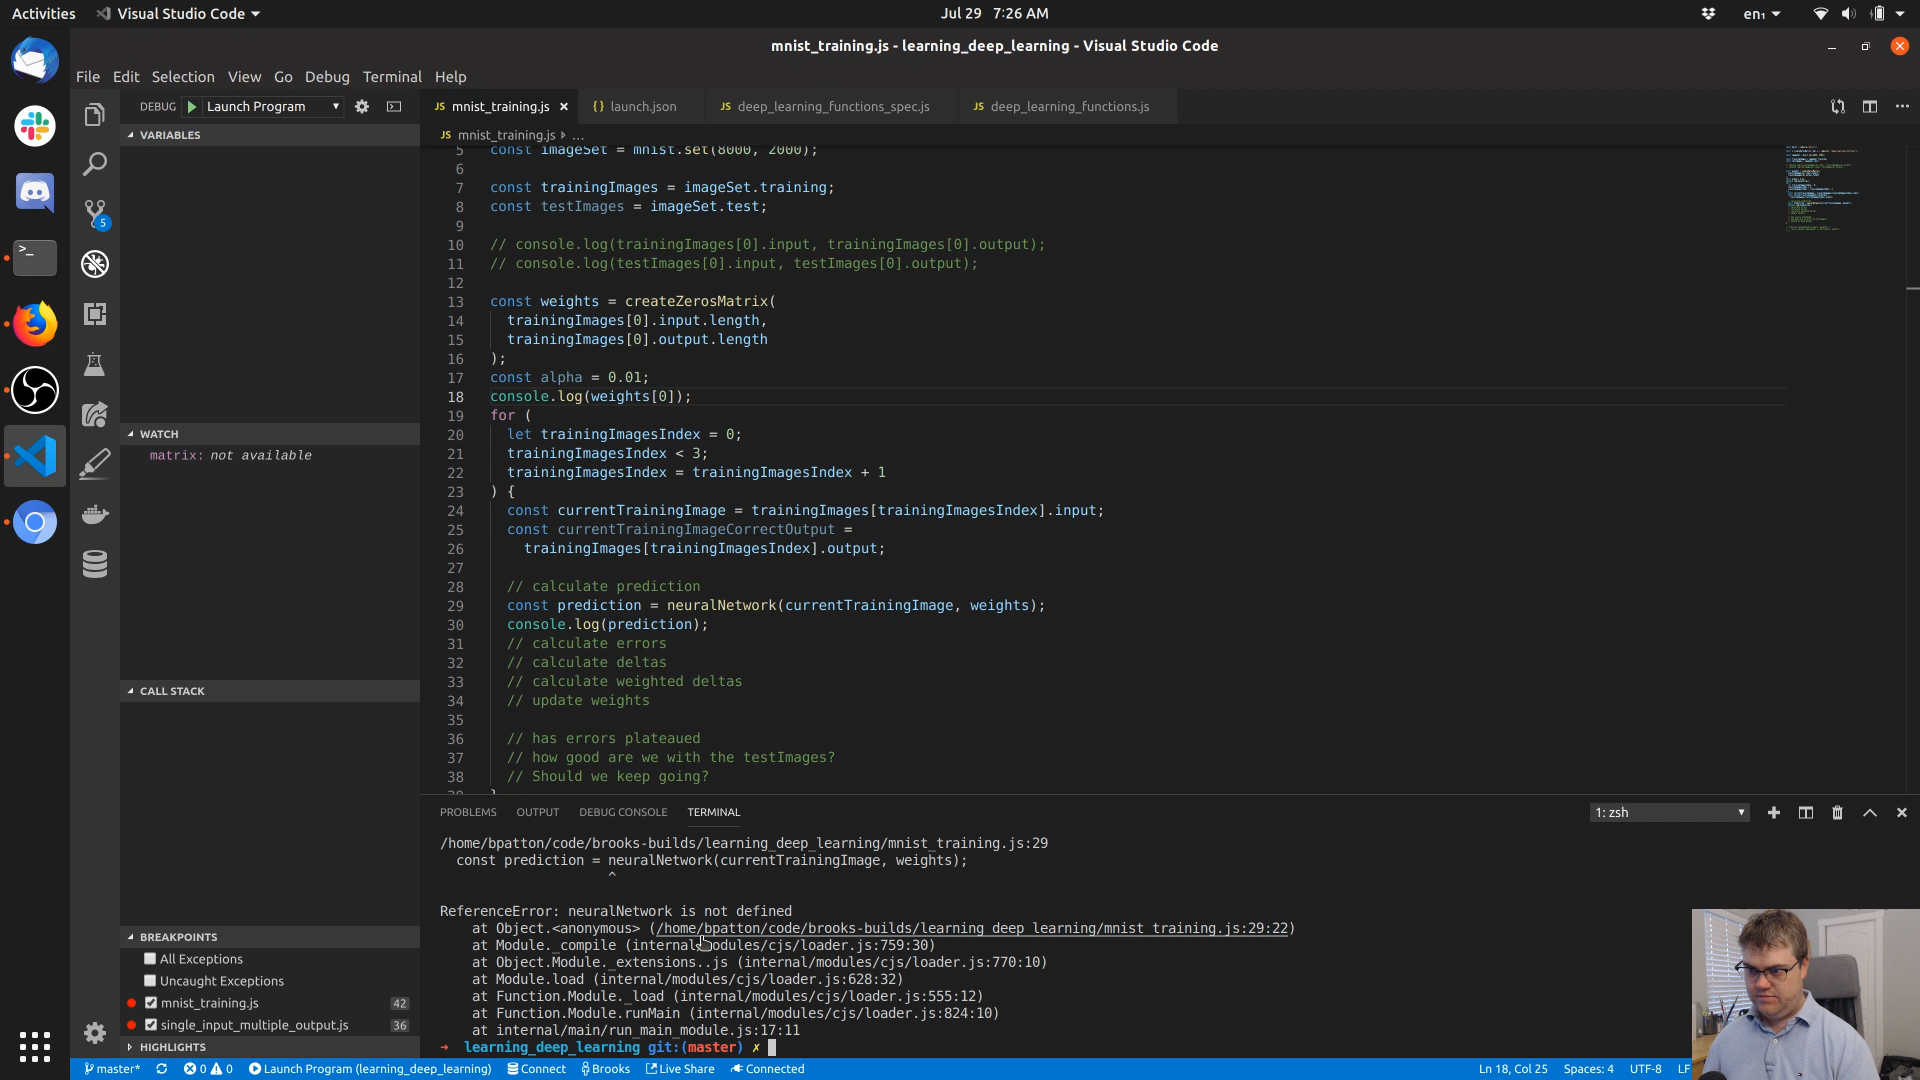 Activities
Visual Studio Code
Jul 29 7:26 AM
en₁
mnist_training.js - learning_deep_learning - Visual Studio Code
File Edit Selection View Go Debug Terminal Help
DEBUG Launch Program
JS mnist_training.js
{} launch.json
JS deep_learning_functions_spec.js
JS deep_learning_functions.js
JS mnist_training.js ...
VARIABLES
WATCH
matrix: not available
CALL STACK
BREAKPOINTS
All Exceptions
Uncaught Exceptions
mnist_training.js 42
single_input_multiple_output.js 36
HIGHLIGHTS
5
5 const imageSet = mnist.set(8000, 2000);
6
7 const trainingImages = imageSet.training;
8 const testImages = imageSet.test;
9
10 // console.log(trainingImages[0].input, trainingImages[0].output);
11 // console.log(testImages[0].input, testImages[0].output);
12
13 const weights = createZerosMatrix(
14 trainingImages[0].input.length,
15 trainingImages[0].output.length
16 );
17 const alpha = 0.01;
18 console.log(weights[0]);
19 for (
20 let trainingImagesIndex = 0;
21 trainingImagesIndex < 3;
22 trainingImagesIndex = trainingImagesIndex + 1
23 ) {
24 const currentTrainingImage = trainingImages[trainingImagesIndex].input;
25 const currentTrainingImageCorrectOutput =
26 trainingImages[trainingImagesIndex].output;
27
28 // calculate prediction
29 const prediction = neuralNetwork(currentTrainingImage, weights);
30 console.log(prediction);
31 // calculate errors
32 // calculate deltas
33 // calculate weighted deltas
34 // update weights
35
36 // has errors plateaued
37 // how good are we with the testImages?
38 // Should we keep going?
PROBLEMS OUTPUT DEBUG CONSOLE TERMINAL
1: zsh
/home/bpatton/code/brooks-builds/learning_deep_learning/mnist_training.js:29
const prediction = neuralNetwork(currentTrainingImage, weights);
^
ReferenceError: neuralNetwork is not defined
at Object.<anonymous> (/home/bpatton/code/brooks-builds/learning_deep_learning/mnist_training.js:29:22)
at Module._compile (internal/modules/cjs/loader.js:759:30)
at Object.Module._extensions..js (internal/modules/cjs/loader.js:770:10)
at Module.load (internal/modules/cjs/loader.js:628:32)
at Function.Module._load (internal/modules/cjs/loader.js:555:12)
at Function.Module.runMain (internal/modules/cjs/loader.js:824:10)
at internal/main/run_main_module.js:17:11
➜ learning_deep_learning git:(master) ✗
master* 0 0 Launch Program (learning_deep_learning) Connect Brooks Live Share Connected
Ln 18, Col 25 Spaces: 4 UTF-8 LF